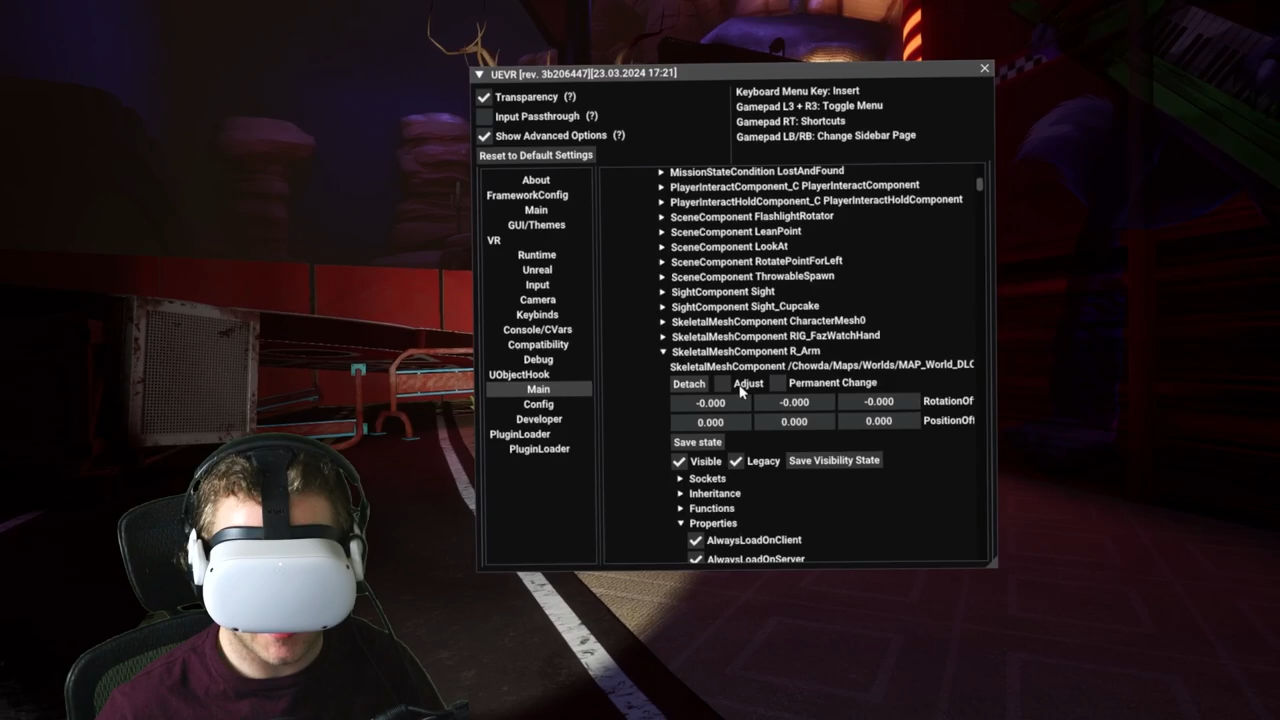 UEVR [rev. 3b206447][23.03.2024 17:21]
Transparency (?)
Input Passthrough (?)
Show Advanced Options (?)
Reset to Default Settings
Keyboard Menu Key: Insert
Gamepad L3 + R3: Toggle Menu
Gamepad RT: Shortcuts
Gamepad LB/RB: Change Sidebar Page
About
FrameworkConfig
Main
GUI/Themes
VR
Runtime
Unreal
Input
Camera
Keybinds
Console/CVars
Compatibility
Debug
UObjectHook
Main
Config
Developer
PluginLoader
PluginLoader
MissionStateCondition LostAndFound
PlayerInteractComponent_C PlayerInteractComponent
PlayerInteractHoldComponent_C PlayerInteractHoldComponent
SceneComponent FlashlightRotator
SceneComponent LeanPoint
SceneComponent LookAt
SceneComponent RotatePointForLeft
SceneComponent ThrowableSpawn
SightComponent Sight
SightComponent Sight_Cupcake
SkeletalMeshComponent CharacterMesh0
SkeletalMeshComponent RIG_FazWatchHand
SkeletalMeshComponent R_Arm
SkeletalMeshComponent /Chowda/Maps/Worlds/MAP_World_DLC
Detach Adjust Permanent Change
-0.000 -0.000 -0.000 RotationOf
0.000 0.000 0.000 PositionOf
Save state
Visible Legacy Save Visibility State
Sockets
Inheritance
Functions
Properties
AlwaysLoadOnClient
AlwaysLoadOnServer